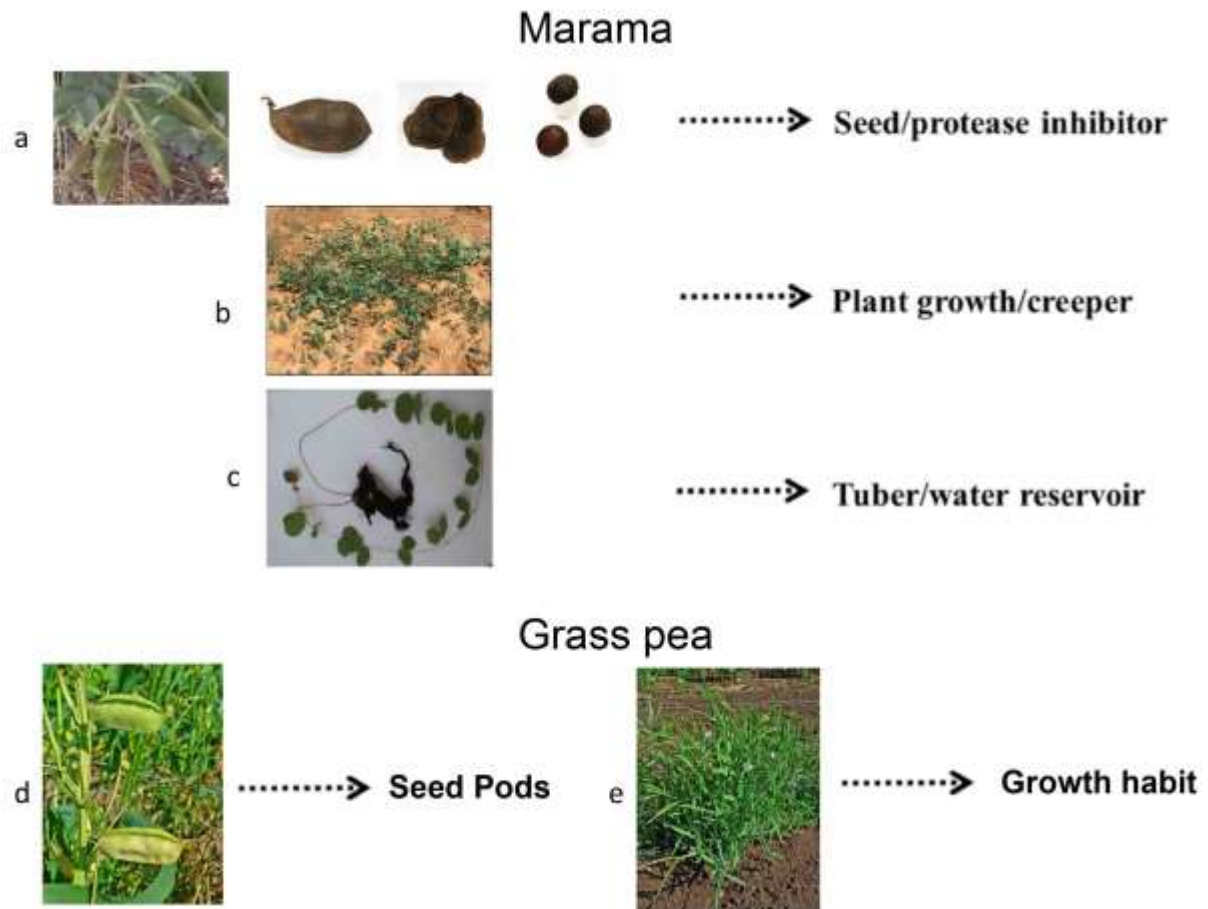 Marama
a
Seed/protease inhibitor
b
Plant growth/creeper
c
Tuber/water reservoir
Grass pea
d
Seed Pods
e
Growth habit